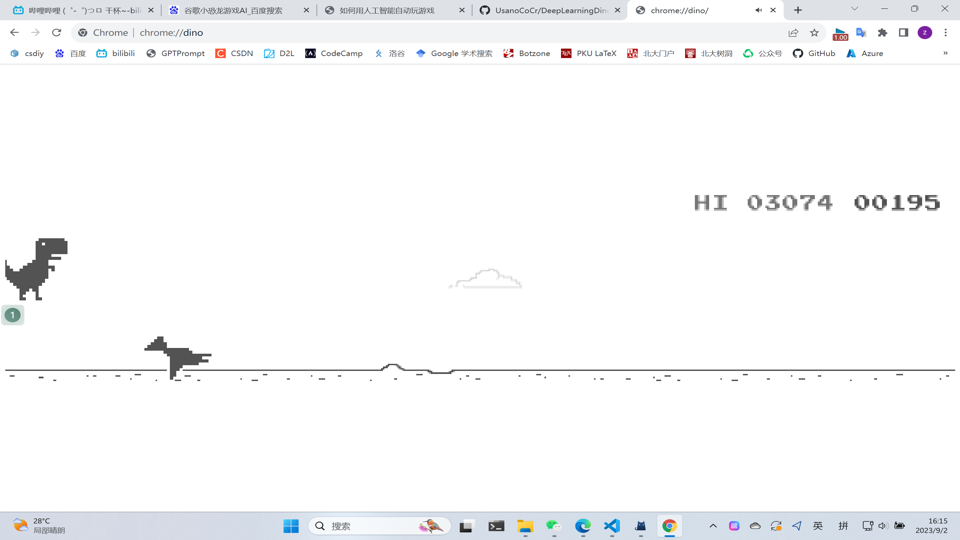 哔哩哔哩 (゜-゜)つロ 干杯~-bili
谷歌小恐龙游戏AI_百度搜索
如何用人工智能自动玩游戏
UsanoCoCr/DeepLearningDin
chrome://dino/
Chrome | chrome://dino
1.00
z
csdiy
百度
bilibili
GPTPrompt
CSDN
D2L
CodeCamp
洛谷
Google 学术搜索
Botzone
PKU LaTeX
北大门户
北大树洞
公众号
GitHub
Azure
»
HI 03074 00195
1
28°C
局部晴朗
搜索
英
拼
16:15
2023/9/2